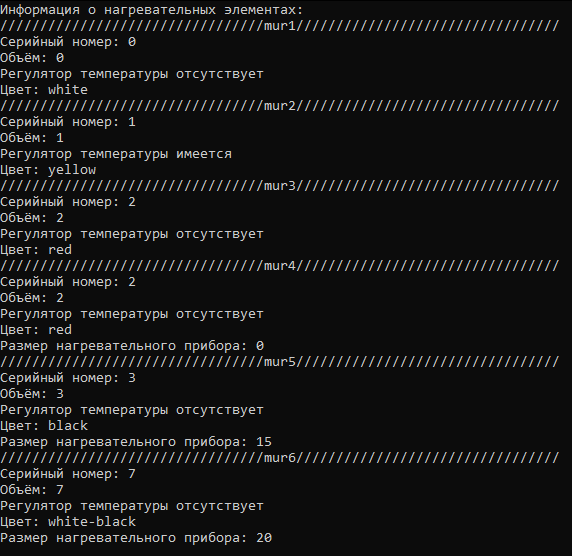 Информация о нагревательных элементах:
/////////////////////////////////mur1/////////////////////////////////
Серийный номер: 0
Объём: 0
Регулятор температуры отсутствует
Цвет: white
/////////////////////////////////mur2/////////////////////////////////
Серийный номер: 1
Объём: 1
Регулятор температуры имеется
Цвет: yellow
/////////////////////////////////mur3/////////////////////////////////
Серийный номер: 2
Объём: 2
Регулятор температуры отсутствует
Цвет: red
/////////////////////////////////mur4/////////////////////////////////
Серийный номер: 2
Объём: 2
Регулятор температуры отсутствует
Цвет: red
Размер нагревательного прибора: 0
/////////////////////////////////mur5/////////////////////////////////
Серийный номер: 3
Объём: 3
Регулятор температуры отсутствует
Цвет: black
Размер нагревательного прибора: 15
/////////////////////////////////mur6/////////////////////////////////
Серийный номер: 7
Объём: 7
Регулятор температуры отсутствует
Цвет: white-black
Размер нагревательного прибора: 20